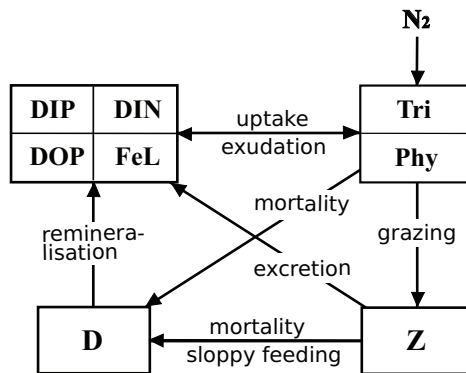 N₂
DIP DIN
DOP FeL
uptake
exudation
Tri
Phy
mortality
grazing
reminera-
lisation
excretion
D
mortality
sloppy feeding
Z